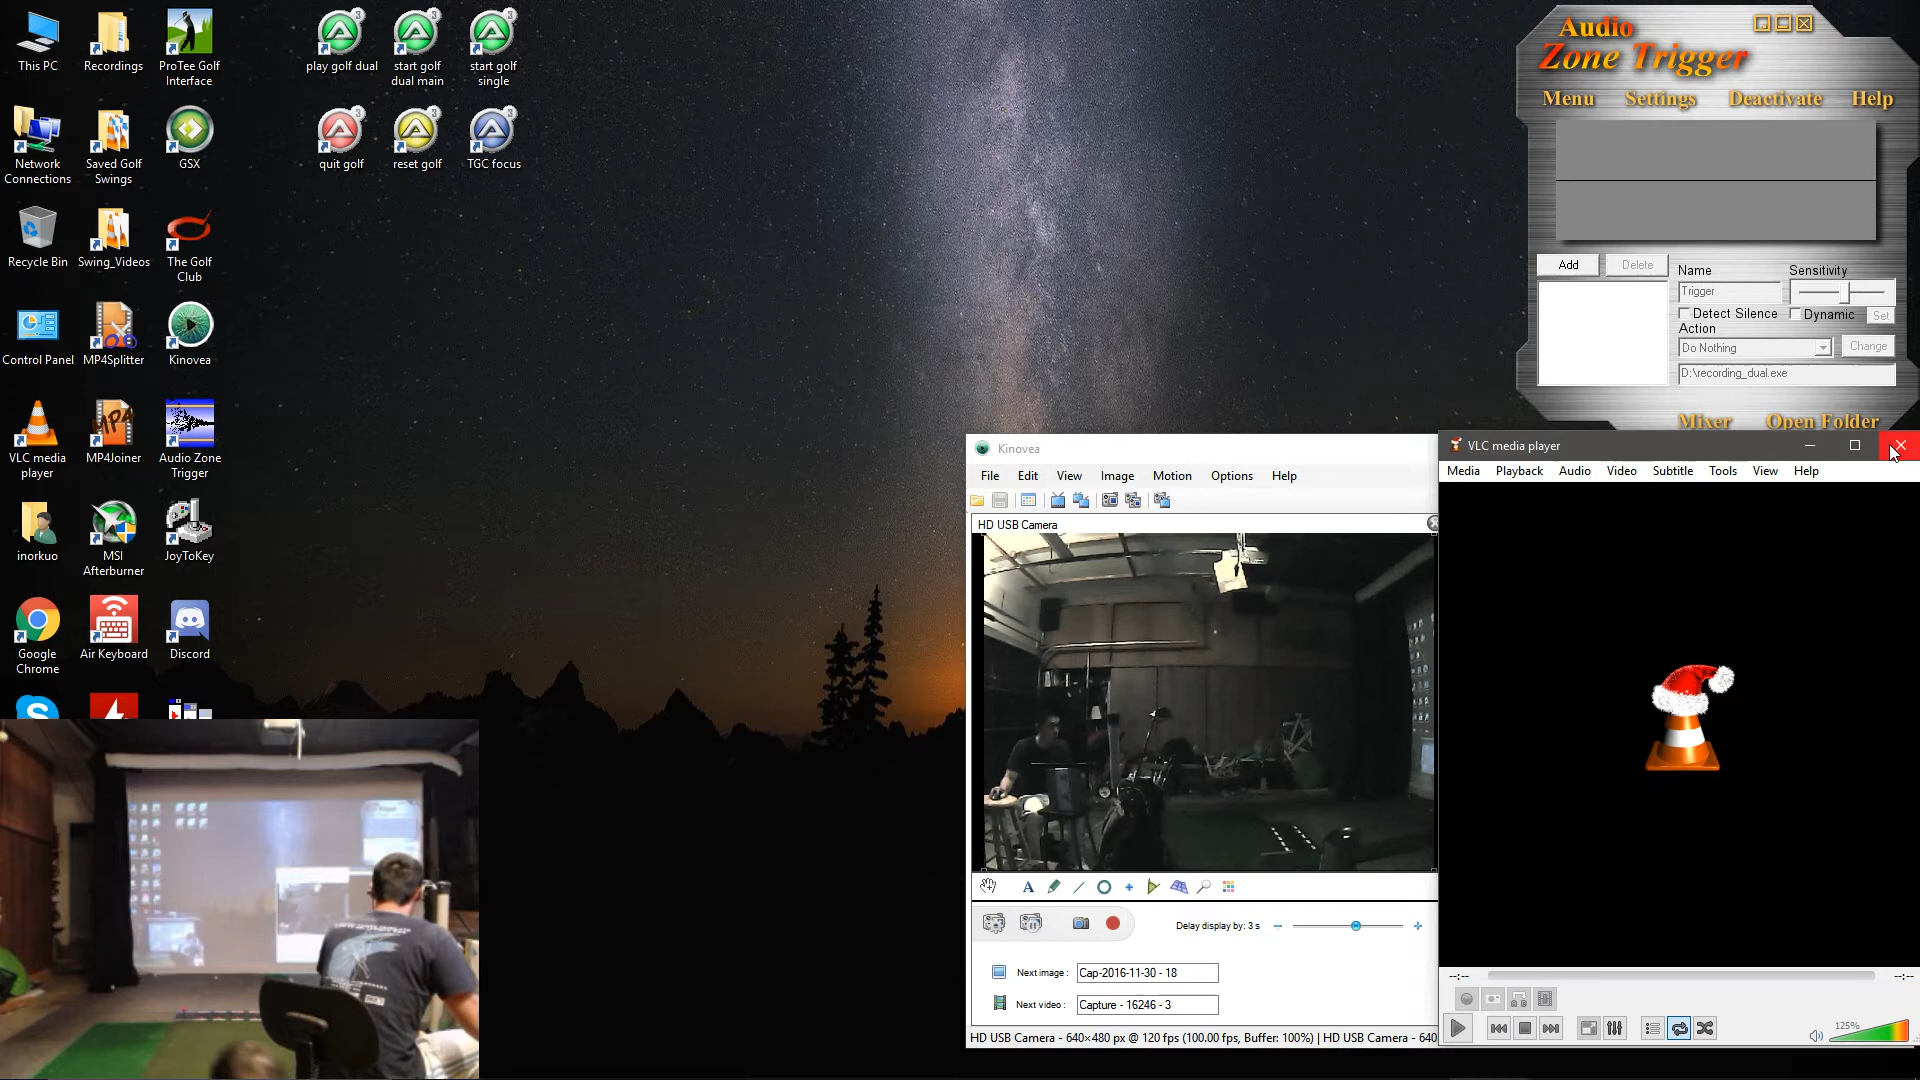 This PC
Recordings
ProTee Golf
Interface
play golf dual
start golf
dual main
start golf
single
Network
Connections
Saved Golf
Swings
GSX
quit golf
reset golf
TGC focus
Recycle Bin
Swing_Videos
The Golf
Club
Control Panel
MP4Splitter
Kinovea
VLC media
player
MP4Joiner
Audio Zone
Trigger
inorkuo
MSI
Afterburner
JoyToKey
Google
Chrome
Air Keyboard
Discord
Audio
Zone Trigger
Menu Settings Deactivate Help
Add Delete
Name Sensitivity
Trigger
Detect Silence Dynamic Set
Action
Do Nothing Change
D:\recording_dual.exe
Mixer Open Folder
Kinovea
File Edit View Image Motion Options Help
HD USB Camera
Delay display by: 3 s
Next image : Cap-2016-11-30 - 18
Next video : Capture - 16246 - 3
HD USB Camera - 640×480 px @ 120 fps (100.00 fps, Buffer: 100%) | HD USB Camera - 640
VLC media player
Media Playback Audio Video Subtitle Tools View Help
--:-- --:--
125%